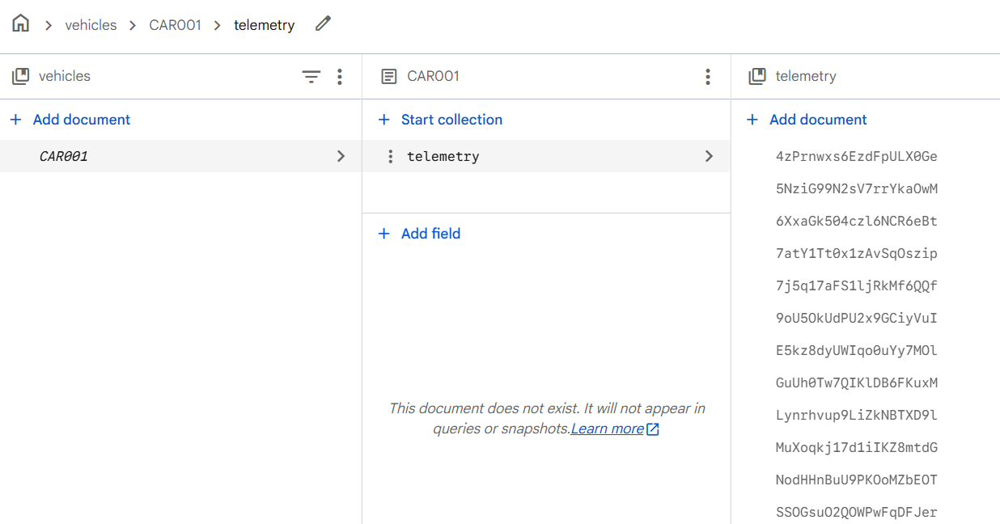 vehicles > CAR001 > telemetry
vehicles
Add document
CAR001
CAR001
Start collection
telemetry
Add field
This document does not exist. It will not appear in
queries or snapshots.Learn more
telemetry
Add document
4zPrnwxs6EzdFpULX0Ge
5NziG99N2sV7rrYkaOwM
6XxaGk504czl6NCR6eBt
7atY1Tt0x1zAvSqOszip
7j5q17aFS1ljRkMf6QQf
9oU5OkUdPU2x9GCiyVuI
E5kz8dyUWIqo0uYy7MOl
GuUh0Tw7QIKlDB6FKuxM
Lynrhvup9LiZkNBTXD9l
MuXoqkj17d1iIKZ8mtdG
NodHHnBuU9PKOoMZbEOT
SSOGsuO2QOWPwFqDFJer